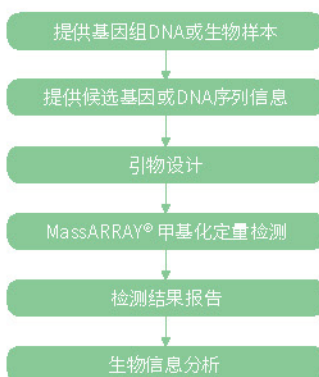 提供基因组DNA或生物样本
提供候选基因或DNA序列信息
引物设计
MassARRAY® 甲基化定量检测
检测结果报告
生物信息分析